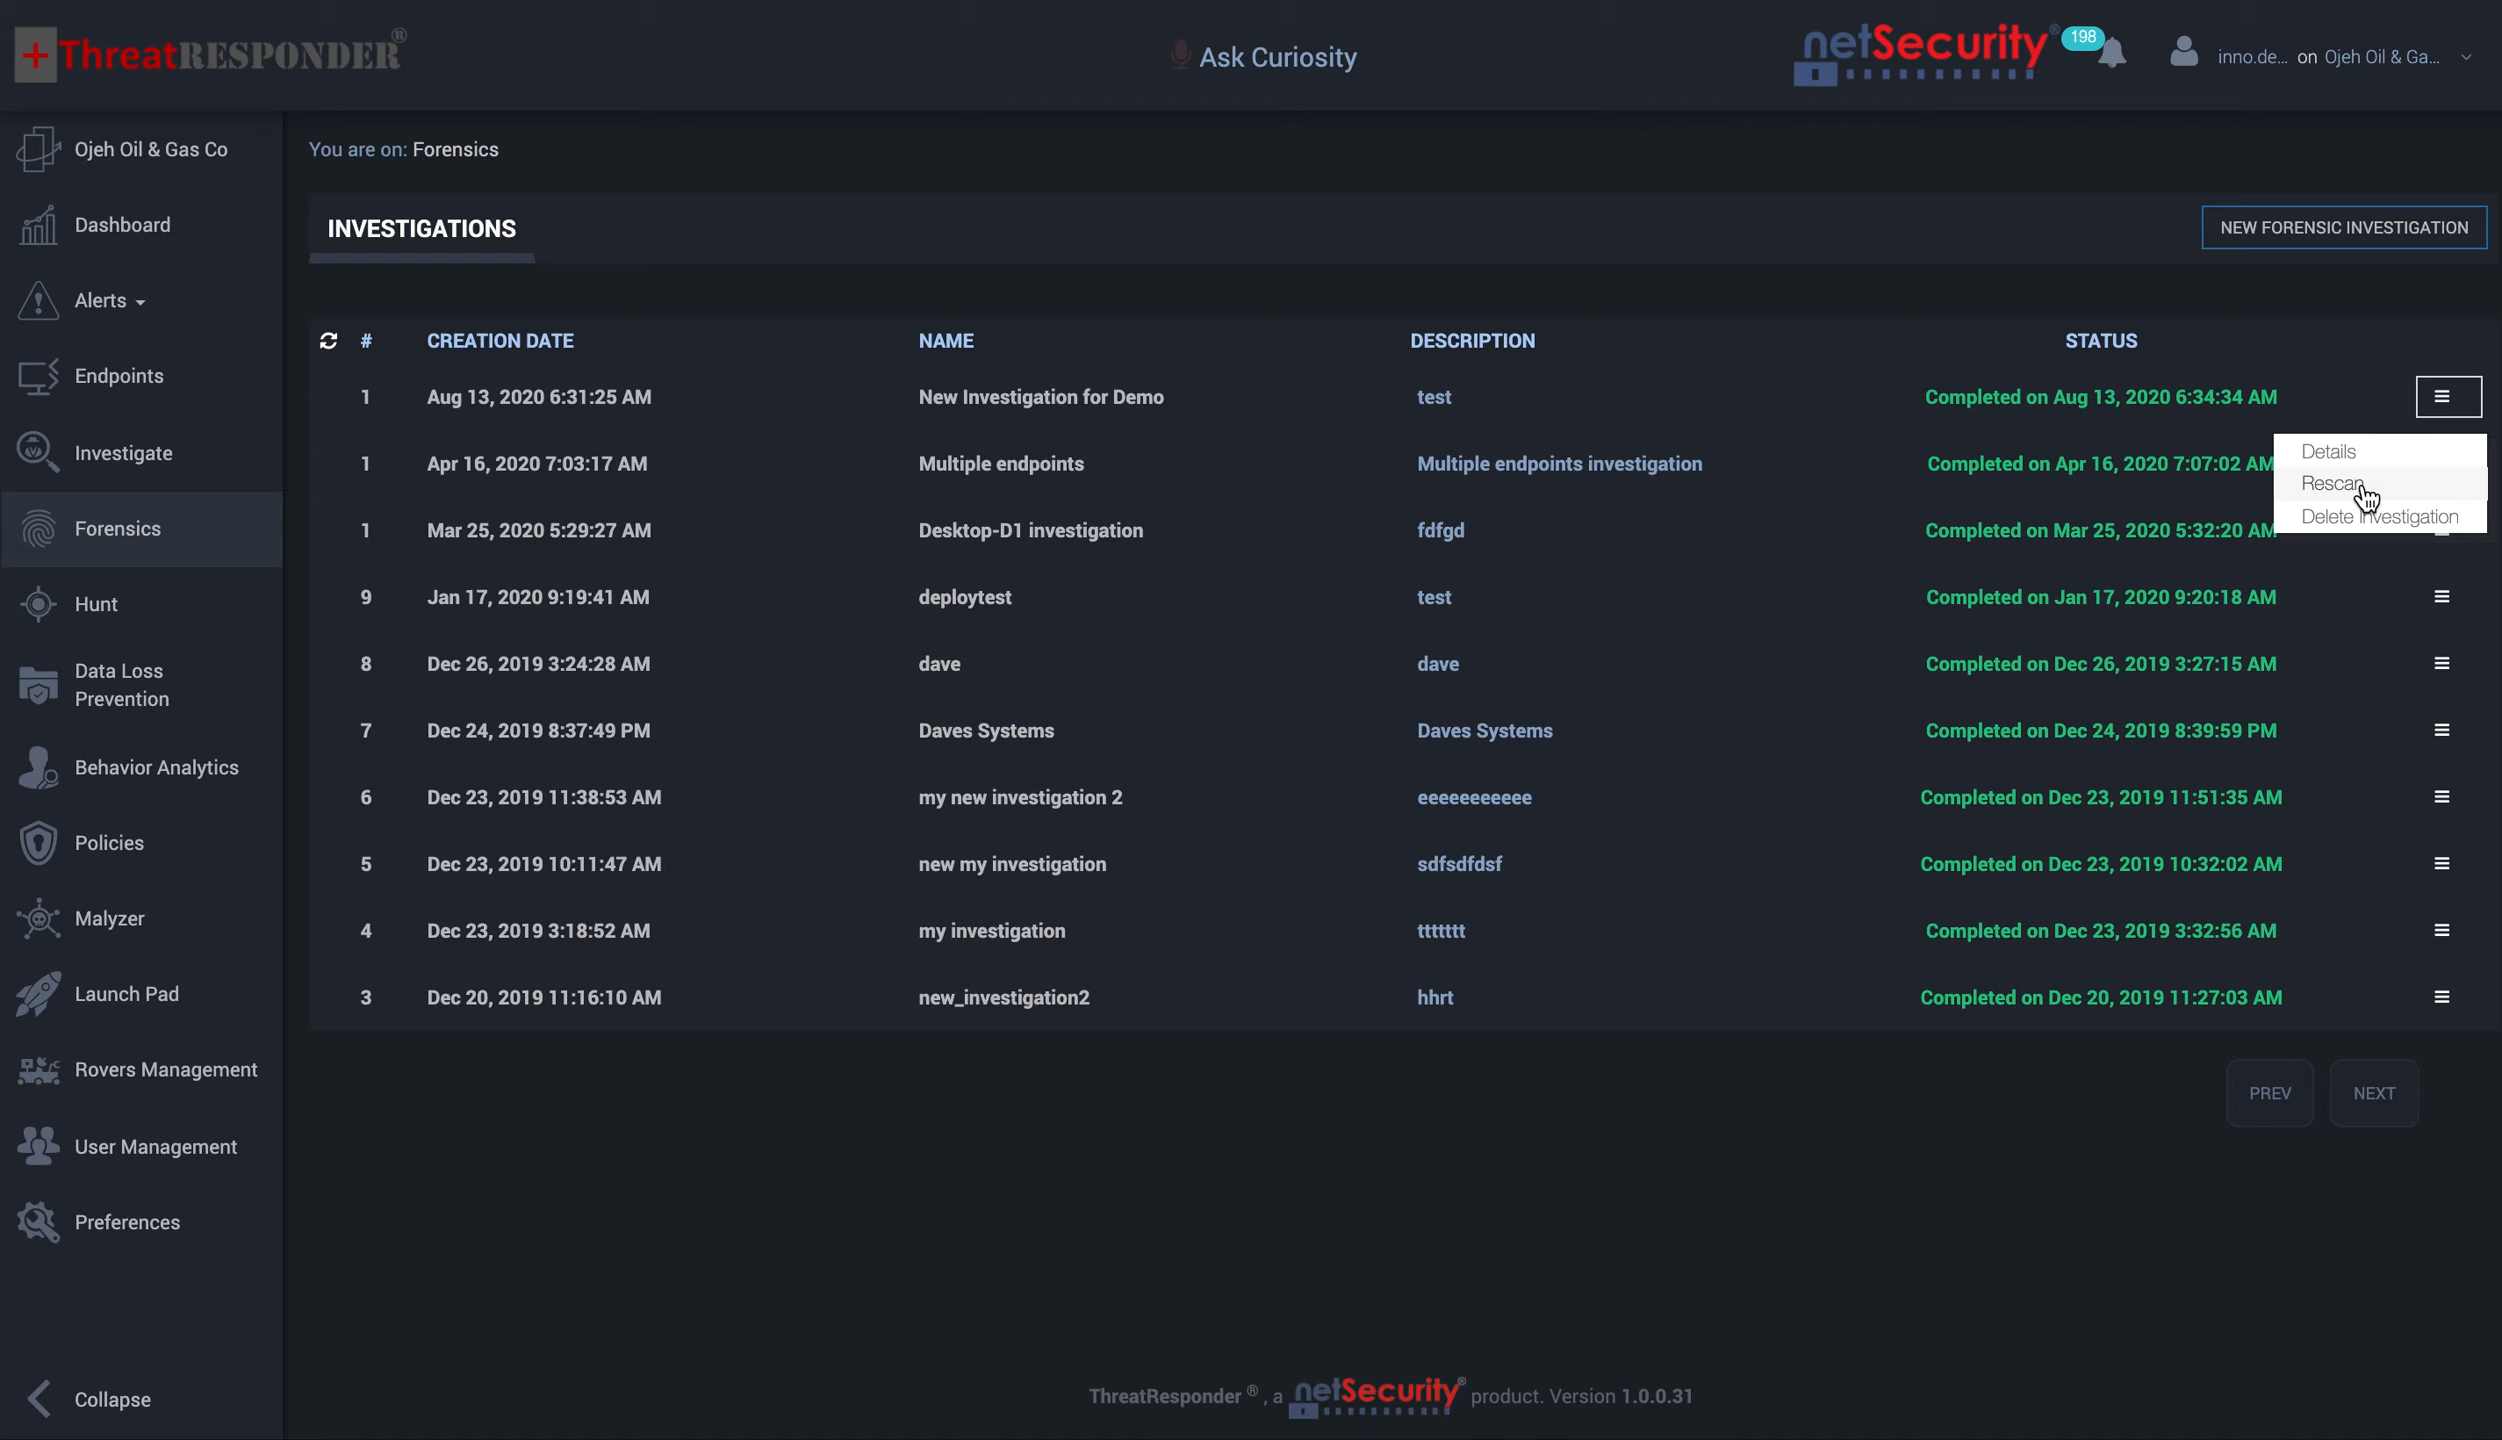 ThreatRESPONDER®
Ask Curiosity
netSecurity®
198
inno.de... on Ojeh Oil & Ga...
Ojeh Oil & Gas Co
Dashboard
Alerts
Endpoints
Investigate
Forensics
Hunt
Data Loss
Prevention
Behavior Analytics
Policies
Malyzer
Launch Pad
Rovers Management
User Management
Preferences
Collapse
You are on: Forensics
INVESTIGATIONS
NEW FORENSIC INVESTIGATION
# CREATION DATE NAME DESCRIPTION STATUS
1 Aug 13, 2020 6:31:25 AM New Investigation for Demo test Completed on Aug 13, 2020 6:34:34 AM
1 Apr 16, 2020 7:03:17 AM Multiple endpoints Multiple endpoints investigation Completed on Apr 16, 2020 7:07:02 AM
1 Mar 25, 2020 5:29:27 AM Desktop-D1 investigation fdfgd Completed on Mar 25, 2020 5:32:20 AM
9 Jan 17, 2020 9:19:41 AM deploytest test Completed on Jan 17, 2020 9:20:18 AM
8 Dec 26, 2019 3:24:28 AM dave dave Completed on Dec 26, 2019 3:27:15 AM
7 Dec 24, 2019 8:37:49 PM Daves Systems Daves Systems Completed on Dec 24, 2019 8:39:59 PM
6 Dec 23, 2019 11:38:53 AM my new investigation 2 eeeeeeeeeee Completed on Dec 23, 2019 11:51:35 AM
5 Dec 23, 2019 10:11:47 AM new my investigation sdfsdfdsf Completed on Dec 23, 2019 10:32:02 AM
4 Dec 23, 2019 3:18:52 AM my investigation ttttttt Completed on Dec 23, 2019 3:32:56 AM
3 Dec 20, 2019 11:16:10 AM new_investigation2 hhrt Completed on Dec 20, 2019 11:27:03 AM
Details
Rescan
Delete Investigation
PREV
NEXT
ThreatResponder ®, a netSecurity® product. Version 1.0.0.31